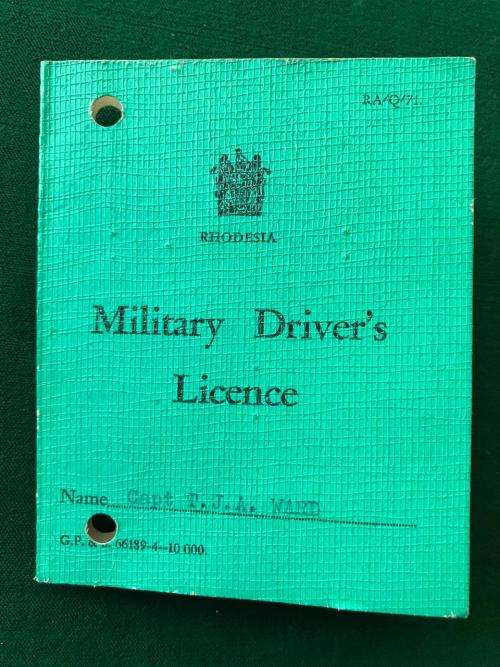 RA/Q/71.
RHODESIA
Military Driver's
Licence
Name Capt T.J.A. WARD
G.P. & 66189-4—10 000.